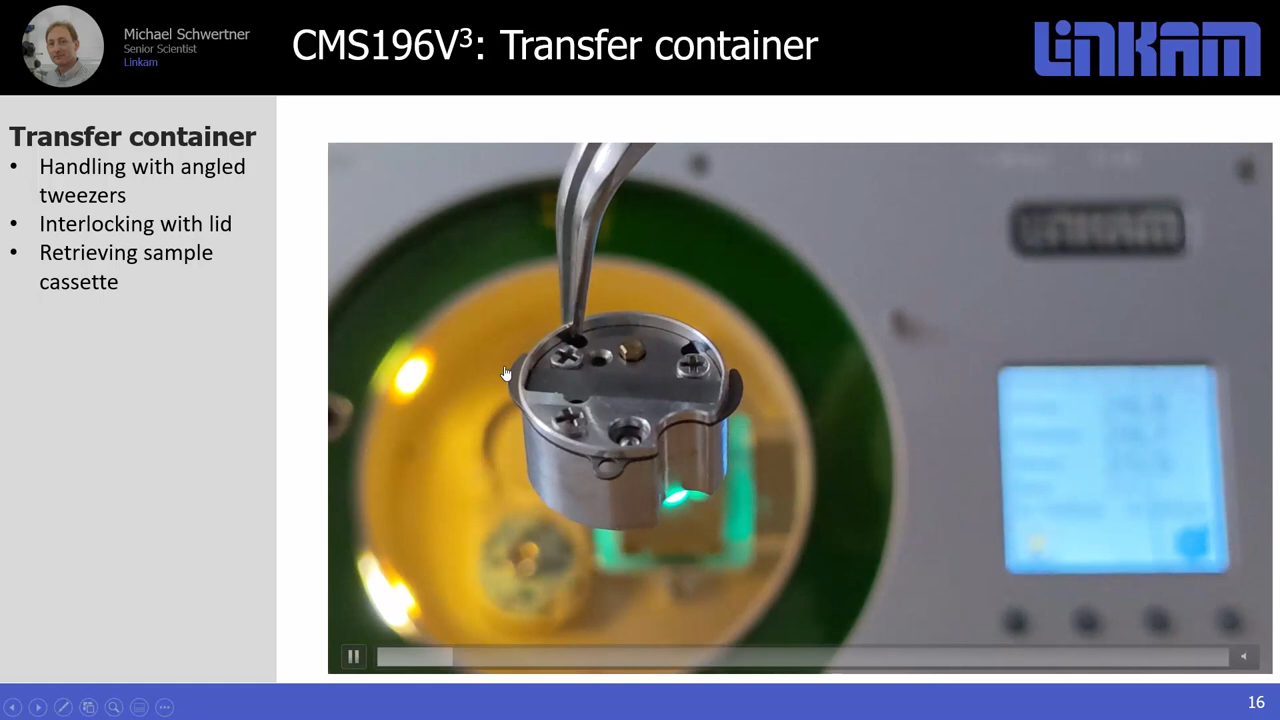 Michael Schwertner
Senior Scientist
Linkam
CMS196V³: Transfer container
LINKAM
Transfer container
• Handling with angled
tweezers
• Interlocking with lid
• Retrieving sample
cassette
LINKAM
16